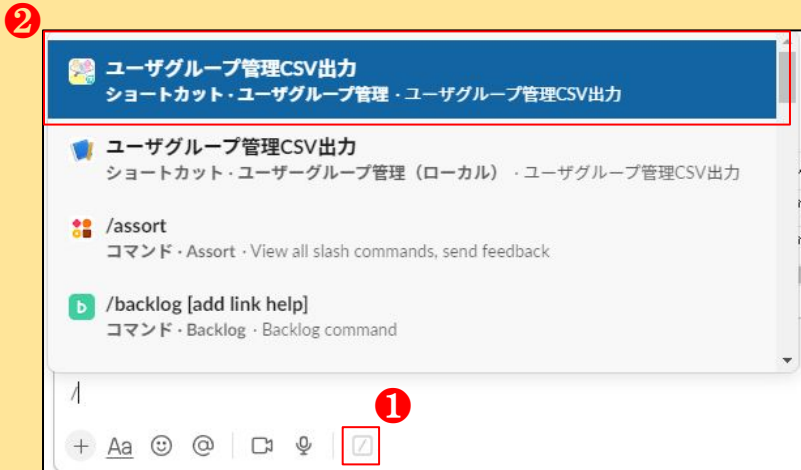 ❷
ユーザグループ管理CSV出力
ショートカット · ユーザグループ管理 · ユーザグループ管理CSV出力
ユーザグループ管理CSV出力
ショートカット · ユーザーグループ管理（ローカル） · ユーザグループ管理CSV出力
/assort
コマンド · Assort · View all slash commands, send feedback
b
/backlog [add link help]
コマンド · Backlog · Backlog command
/
❶
+ Aa @